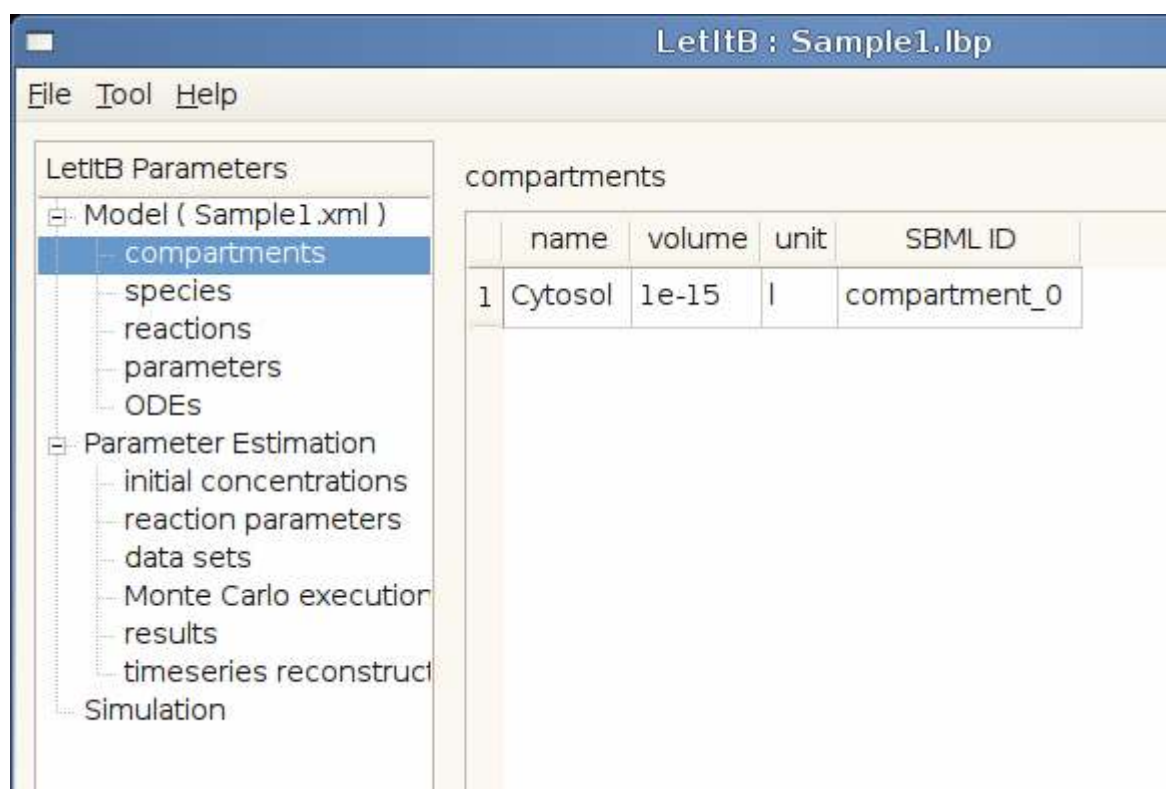 LetItB : Sample1.lbp
File Tool Help
LetItB Parameters
Model ( Sample1.xml )
compartments
species
reactions
parameters
ODEs
Parameter Estimation
initial concentrations
reaction parameters
data sets
Monte Carlo execution
results
timeseries reconstruct
Simulation
compartments
name volume unit SBML ID
1 Cytosol 1e-15 l compartment_0